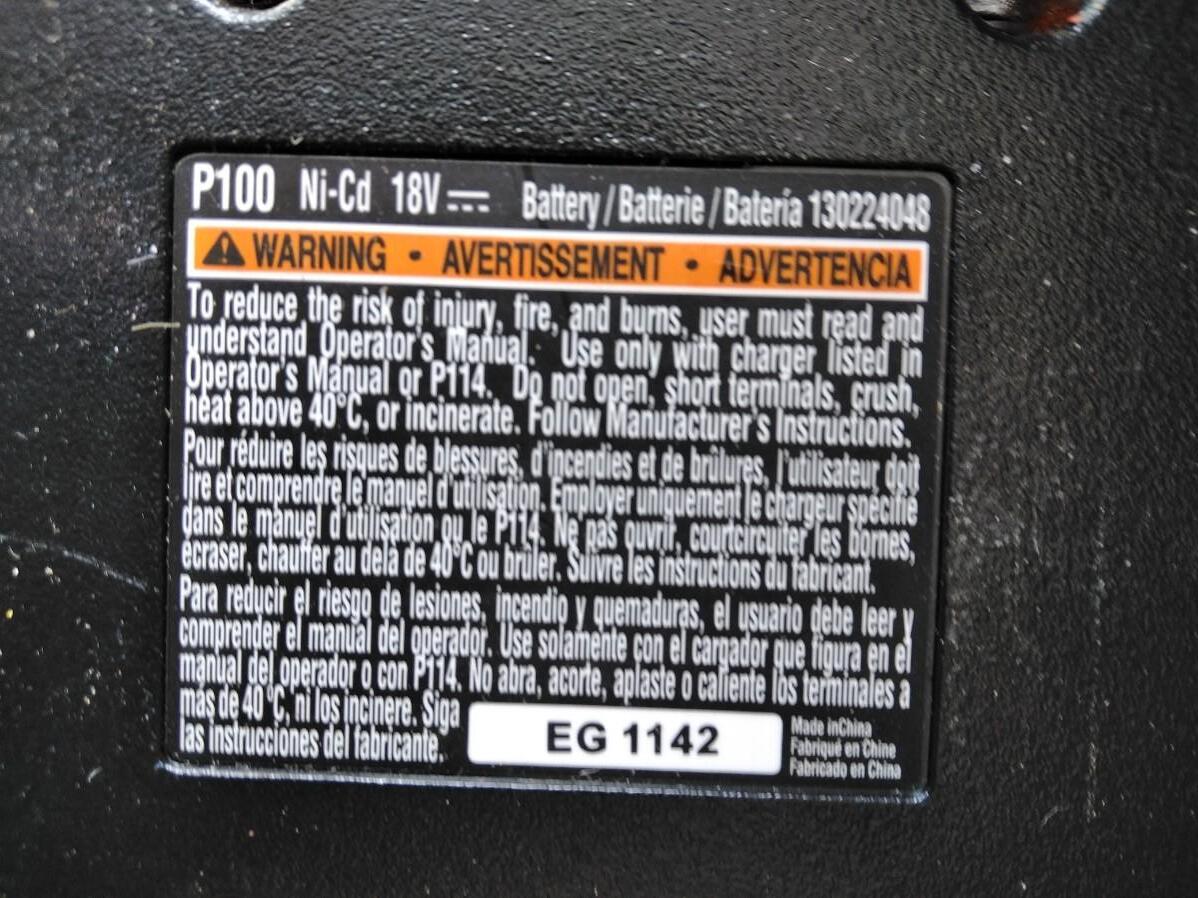 P100 Ni-Cd 18V Battery / Batterie / Batería 130224048
WARNING • AVERTISSEMENT • ADVERTENCIA
To reduce the risk of injury, fire, and burns, user must read and
understand Operator's Manual. Use only with charger listed in
Operator's Manual or P114. Do not open, short terminals, crush,
heat above 40°C, or incinerate. Follow Manufacturer's Instructions.
Pour réduire les risques de blessures, d'incendies et de brûlures, l'utilisateur doit
lire et comprendre le manuel d'utilisation. Employer uniquement le chargeur spécifié
dans le manuel d'utilisation ou le P114. Ne pas ouvrir, courtcircuiter les bornes,
écraser, chauffer au delà de 40°C ou brûler. Suivre les instructions du fabricant.
Para reducir el riesgo de lesiones, incendio y quemaduras, el usuario debe leer y
comprender el manual del operador. Use solamente con el cargador que figura en el
manual del operador o con P114. No abra, acorte, aplaste o caliente los terminales a
más de 40°C, ni los incinere. Siga
las instrucciones del fabricante.
EG 1142
Made inChina
Fabriqué en Chine
Fabricado en China